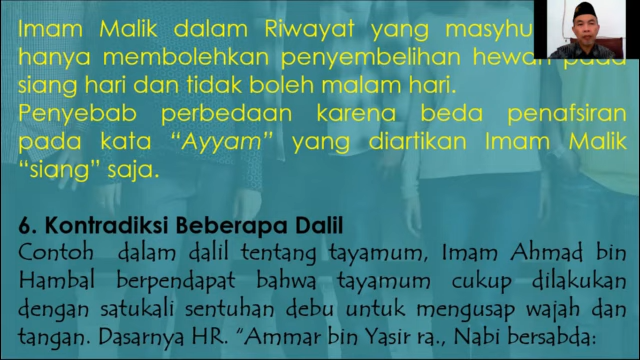 Imam Malik dalam Riwayat yang masyhu
hanya membolehkan penyembelihan hewan pada
siang hari dan tidak boleh malam hari.
Penyebab perbedaan karena beda penafsiran
pada kata “Ayyam” yang diartikan Imam Malik
“siang” saja.
6. Kontradiksi Beberapa Dalil
Contoh dalam dalil tentang tayamum, Imam Ahmad bin
Hambal berpendapat bahwa tayamum cukup dilakukan
dengan satukali sentuhan debu untuk mengusap wajah dan
tangan. Dasarnya HR. “Ammar bin Yasir ra., Nabi bersabda: